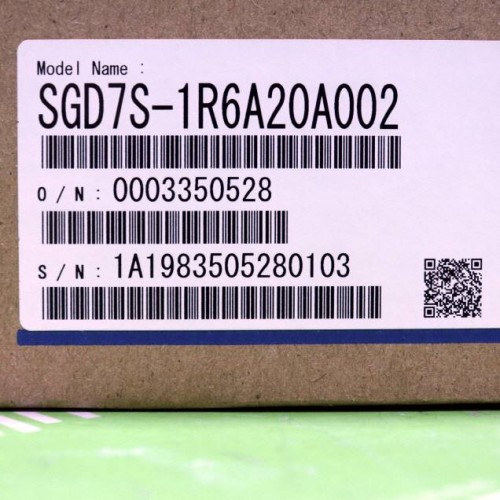 Model Name :
SGD7S-1R6A20A002
O/N: 0003350528
S/N: 1A1983505280103